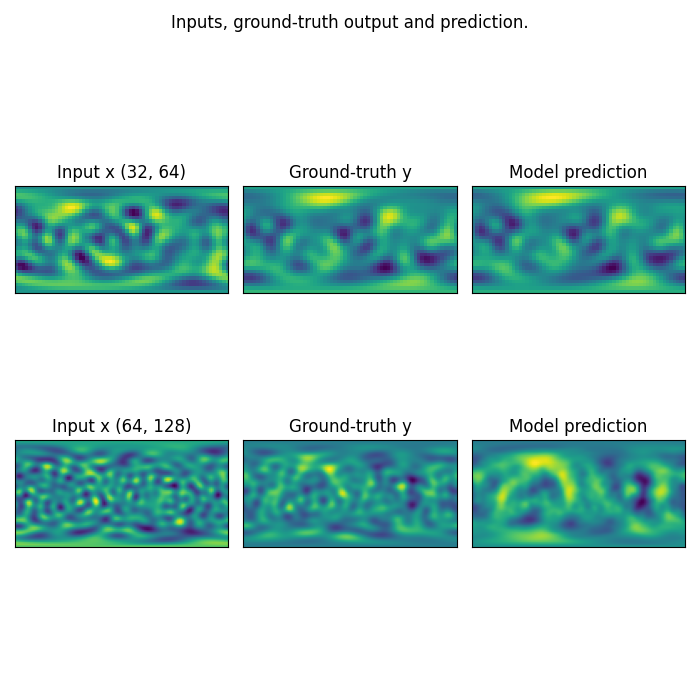 Inputs, ground-truth output and prediction.
Input x (32, 64)
Ground-truth y
Model prediction
Input x (64, 128)
Ground-truth y
Model prediction